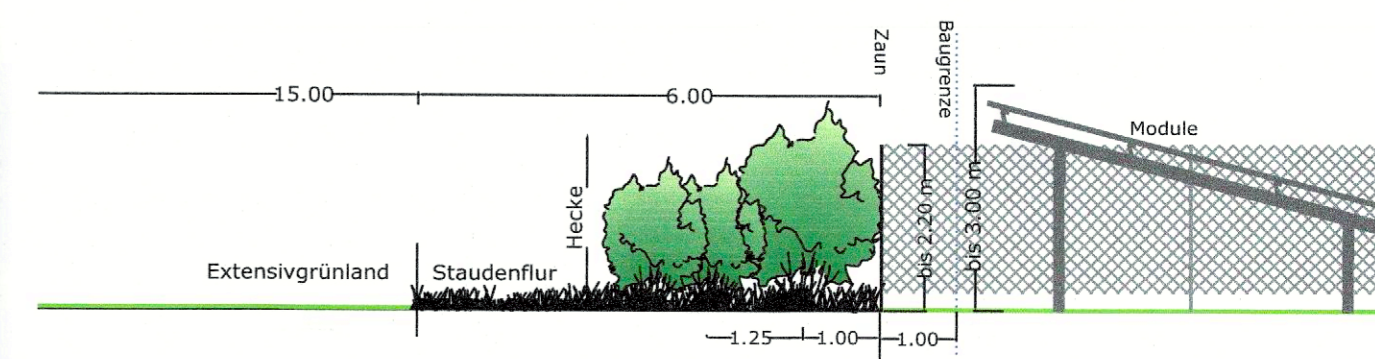 Zaun
Baugrenze
15.00
6.00
Module
Hecke
bis 2.20 m
bis 3.00 m
Extensivgrünland
Staudenflur
1.25
1.00
1.00